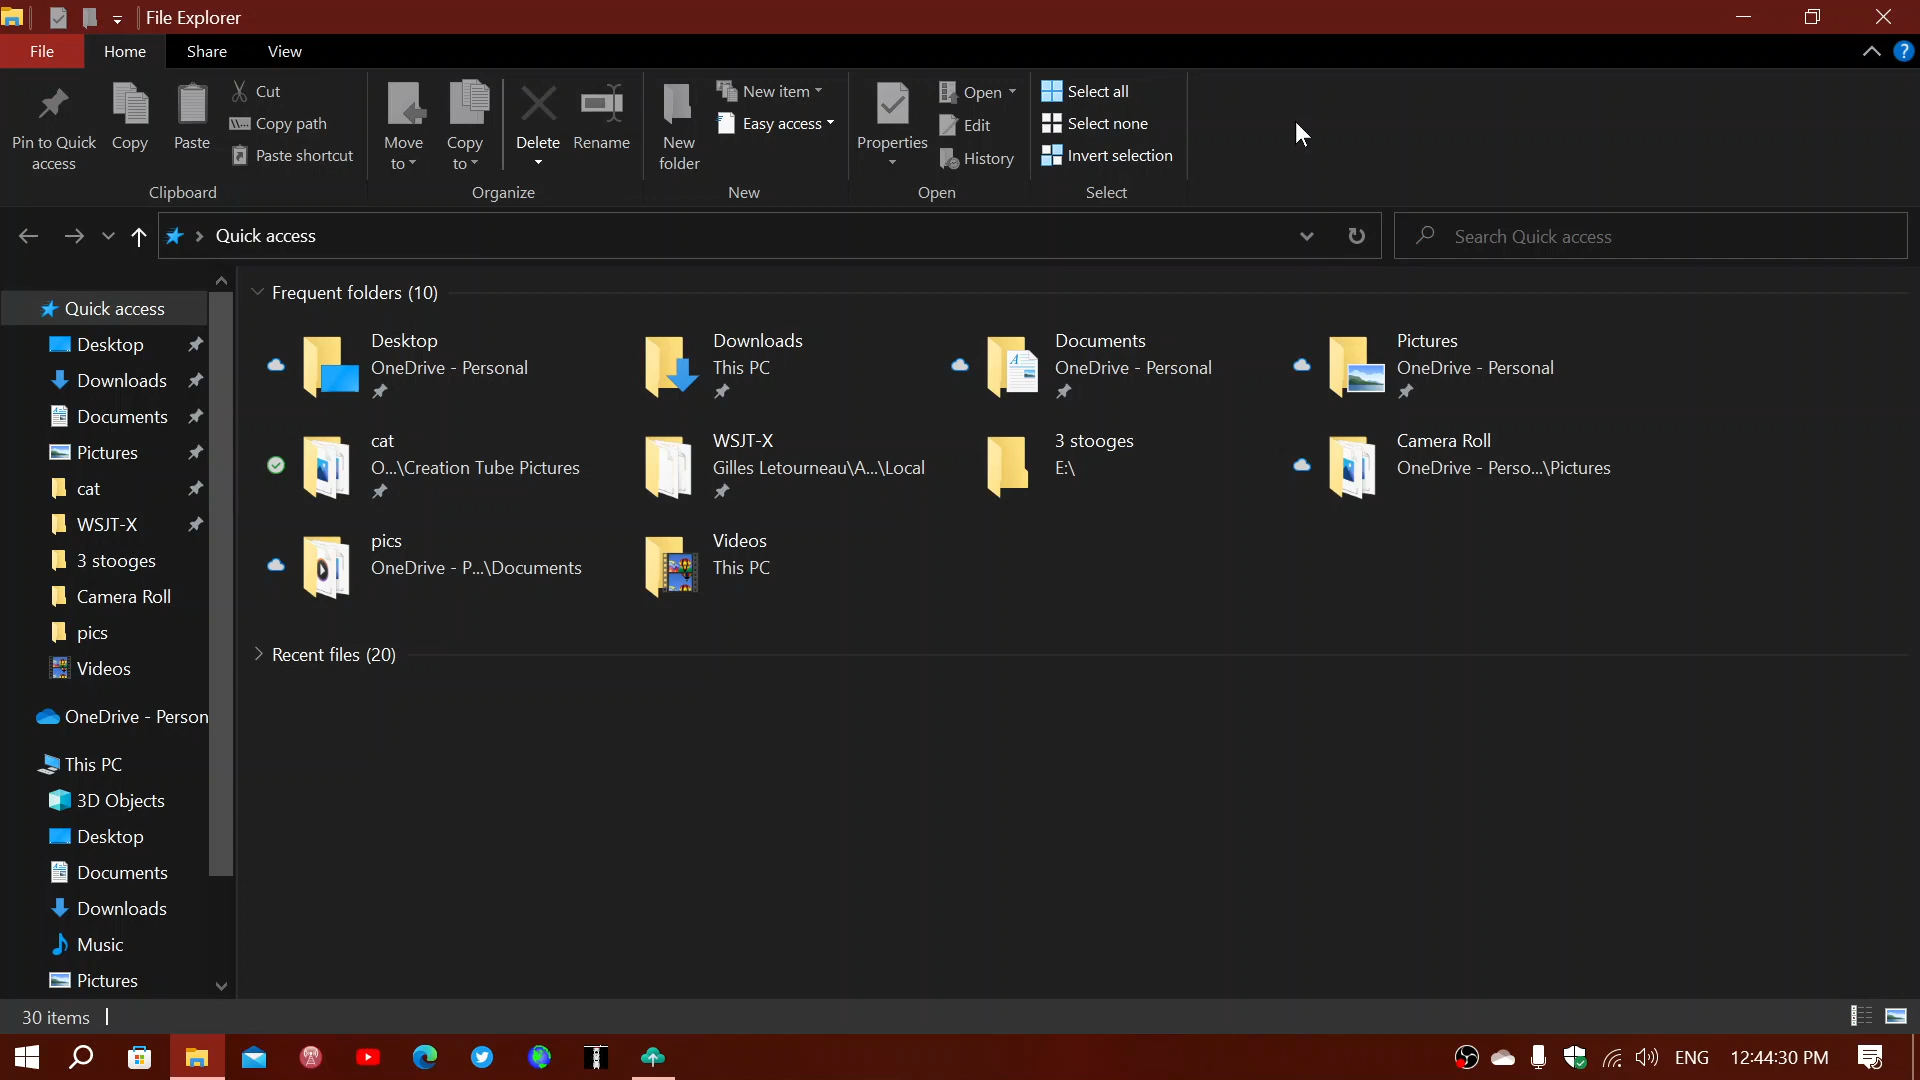 File Explorer
File Home Share View
Pin to Quick access
Copy
Paste
Cut
Copy path
Paste shortcut
Clipboard
Move to
Copy to
Delete
Rename
Organize
New folder
New item
Easy access
New
Properties
Open
Edit
History
Open
Select all
Select none
Invert selection
Select
Quick access
Search Quick access
Quick access
Desktop
Downloads
Documents
Pictures
cat
WSJT-X
3 stooges
Camera Roll
pics
Videos
OneDrive - Person
This PC
3D Objects
Desktop
Documents
Downloads
Music
Pictures
Frequent folders (10)
Desktop
OneDrive - Personal
Downloads
This PC
Documents
OneDrive - Personal
Pictures
OneDrive - Personal
cat
O...\Creation Tube Pictures
WSJT-X
Gilles Letourneau\A...\Local
3 stooges
E:\
Camera Roll
OneDrive - Perso...\Pictures
pics
OneDrive - P...\Documents
Videos
This PC
Recent files (20)
30 items
ENG 12:44:30 PM